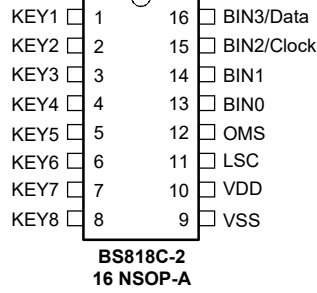 KEY1 1 16 BIN3/Data
KEY2 2 15 BIN2/Clock
KEY3 3 14 BIN1
KEY4 4 13 BIN0
KEY5 5 12 OMS
KEY6 6 11 LSC
KEY7 7 10 VDD
KEY8 8 9 VSS
BS818C-2
16 NSOP-A